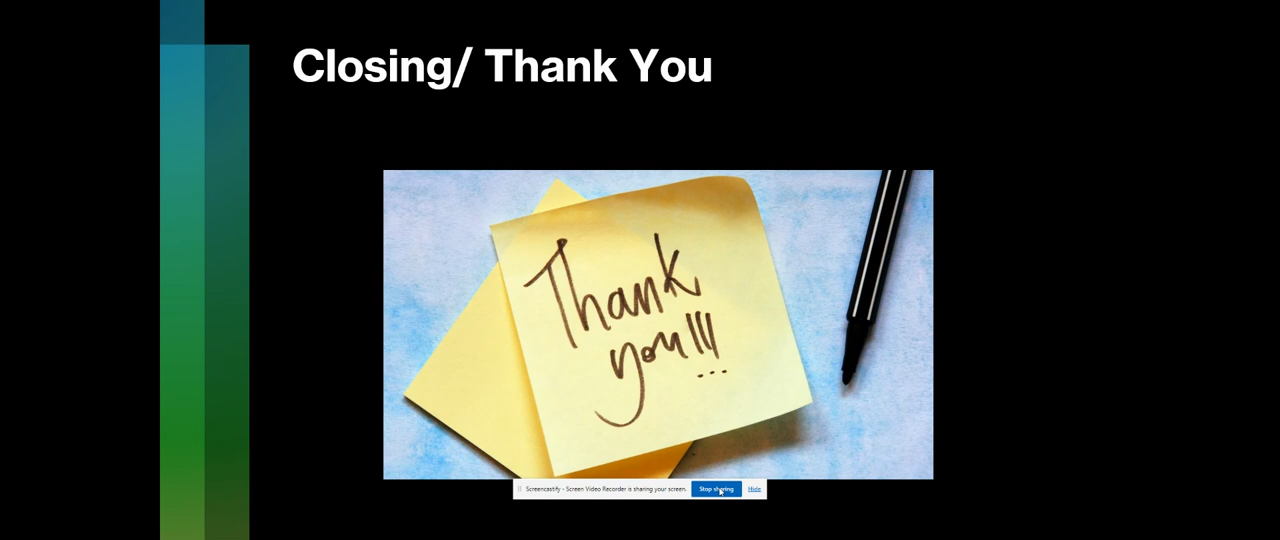 Closing/ Thank You
Thank
you!!!
Screencastify - Screen Video Recorder is sharing your screen. Stop sharing Hide